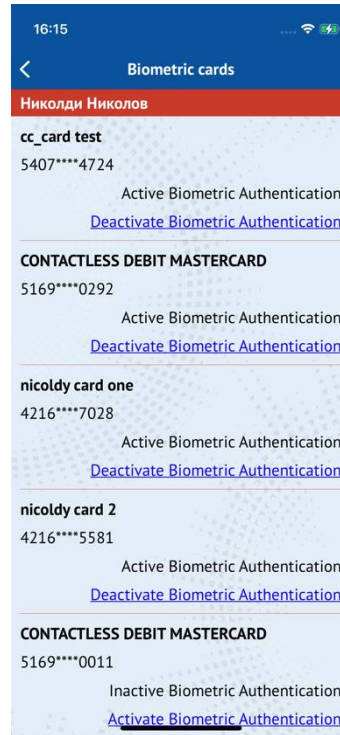 16:15
Biometric cards
Николди Николов
cc_card test
5407****4724
Active Biometric Authentication
Deactivate Biometric Authentication
CONTACTLESS DEBIT MASTERCARD
5169****0292
Active Biometric Authentication
Deactivate Biometric Authentication
nicoldy card one
4216****7028
Active Biometric Authentication
Deactivate Biometric Authentication
nicoldy card 2
4216****5581
Active Biometric Authentication
Deactivate Biometric Authentication
CONTACTLESS DEBIT MASTERCARD
5169****0011
Inactive Biometric Authentication
Activate Biometric Authentication